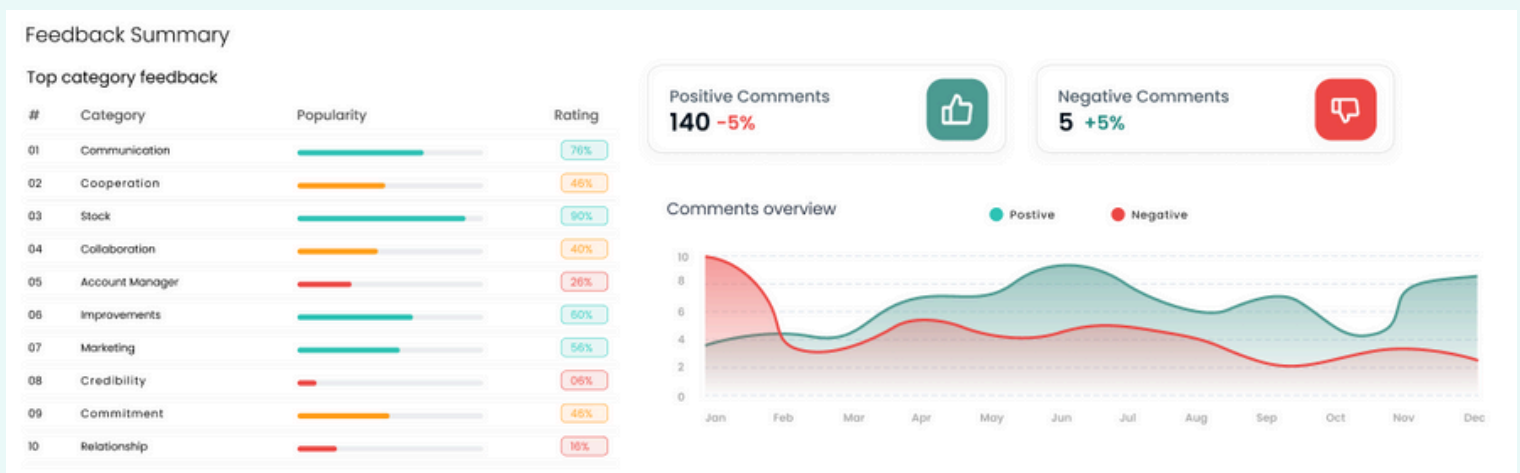 Feedback Summary
Top category feedback
# Category Popularity Rating
01 Communication 76%
02 Cooperation 46%
03 Stock 90%
04 Collaboration 40%
05 Account Manager 26%
06 Improvements 60%
07 Marketing 56%
08 Credibility 06%
09 Commitment 46%
10 Relationship 16%
Positive Comments
140 -5%
Negative Comments
5 +5%
Comments overview
Postive Negative
10
8
6
4
2
0
Jan Feb Mar Apr May Jun Jul Aug Sep Oct Nov Dec